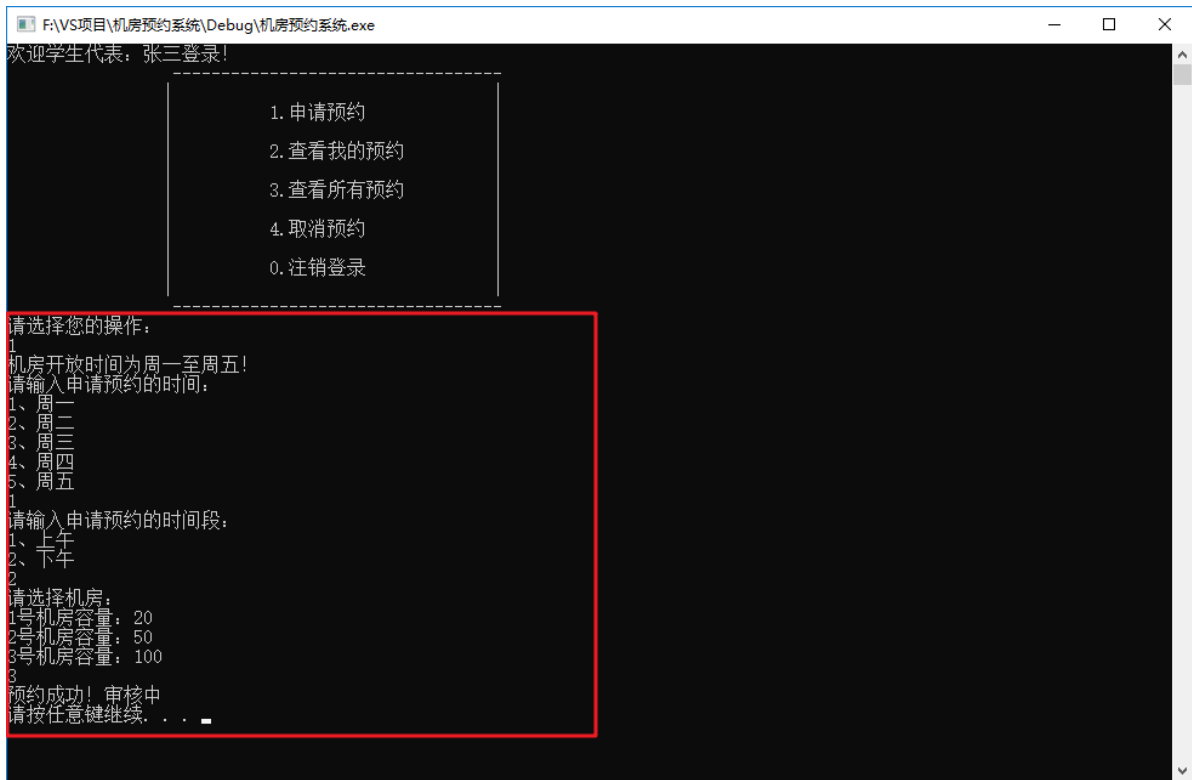 F:\VS项目\机房预约系统\Debug\机房预约系统.exe
欢迎学生代表：张三登录！
----------------------------------
1.申请预约
2.查看我的预约
3.查看所有预约
4.取消预约
0.注销登录
----------------------------------
请选择您的操作：
1
机房开放时间为周一至周五！
请输入申请预约的时间：
1、周一
2、周二
3、周三
4、周四
5、周五
1
请输入申请预约的时间段：
1、上午
2、下午
2
请选择机房：
1号机房容量：20
2号机房容量：50
3号机房容量：100
3
预约成功！审核中
请按任意键继续. . .